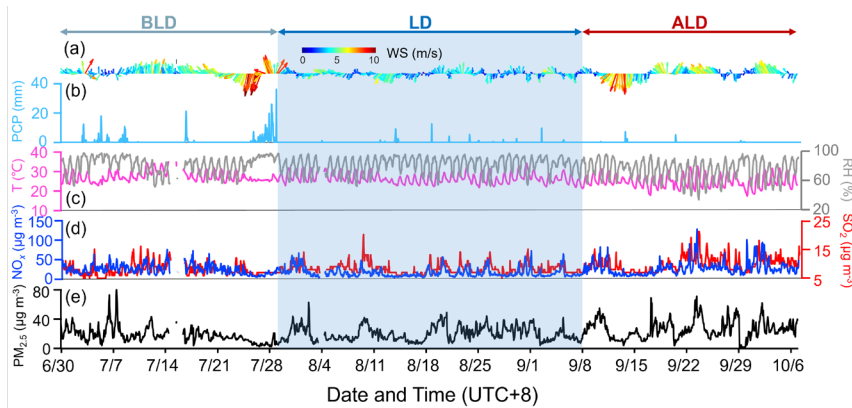 BLD LD ALD
(a) 0 5 10 WS (m/s)
PCP (mm) 40 20 0 (b)
T (℃) 40 30 20 10 (c) 100 60 20 RH (%)
NOx (μg m⁻³) 150 100 50 0 (d) 25 15 5 SO₂ (μg m⁻³)
PM₂.₅ (μg m⁻³) 80 40 0 (e)
6/30 7/7 7/14 7/21 7/28 8/4 8/11 8/18 8/25 9/1 9/8 9/15 9/22 9/29 10/6
Date and Time (UTC+8)